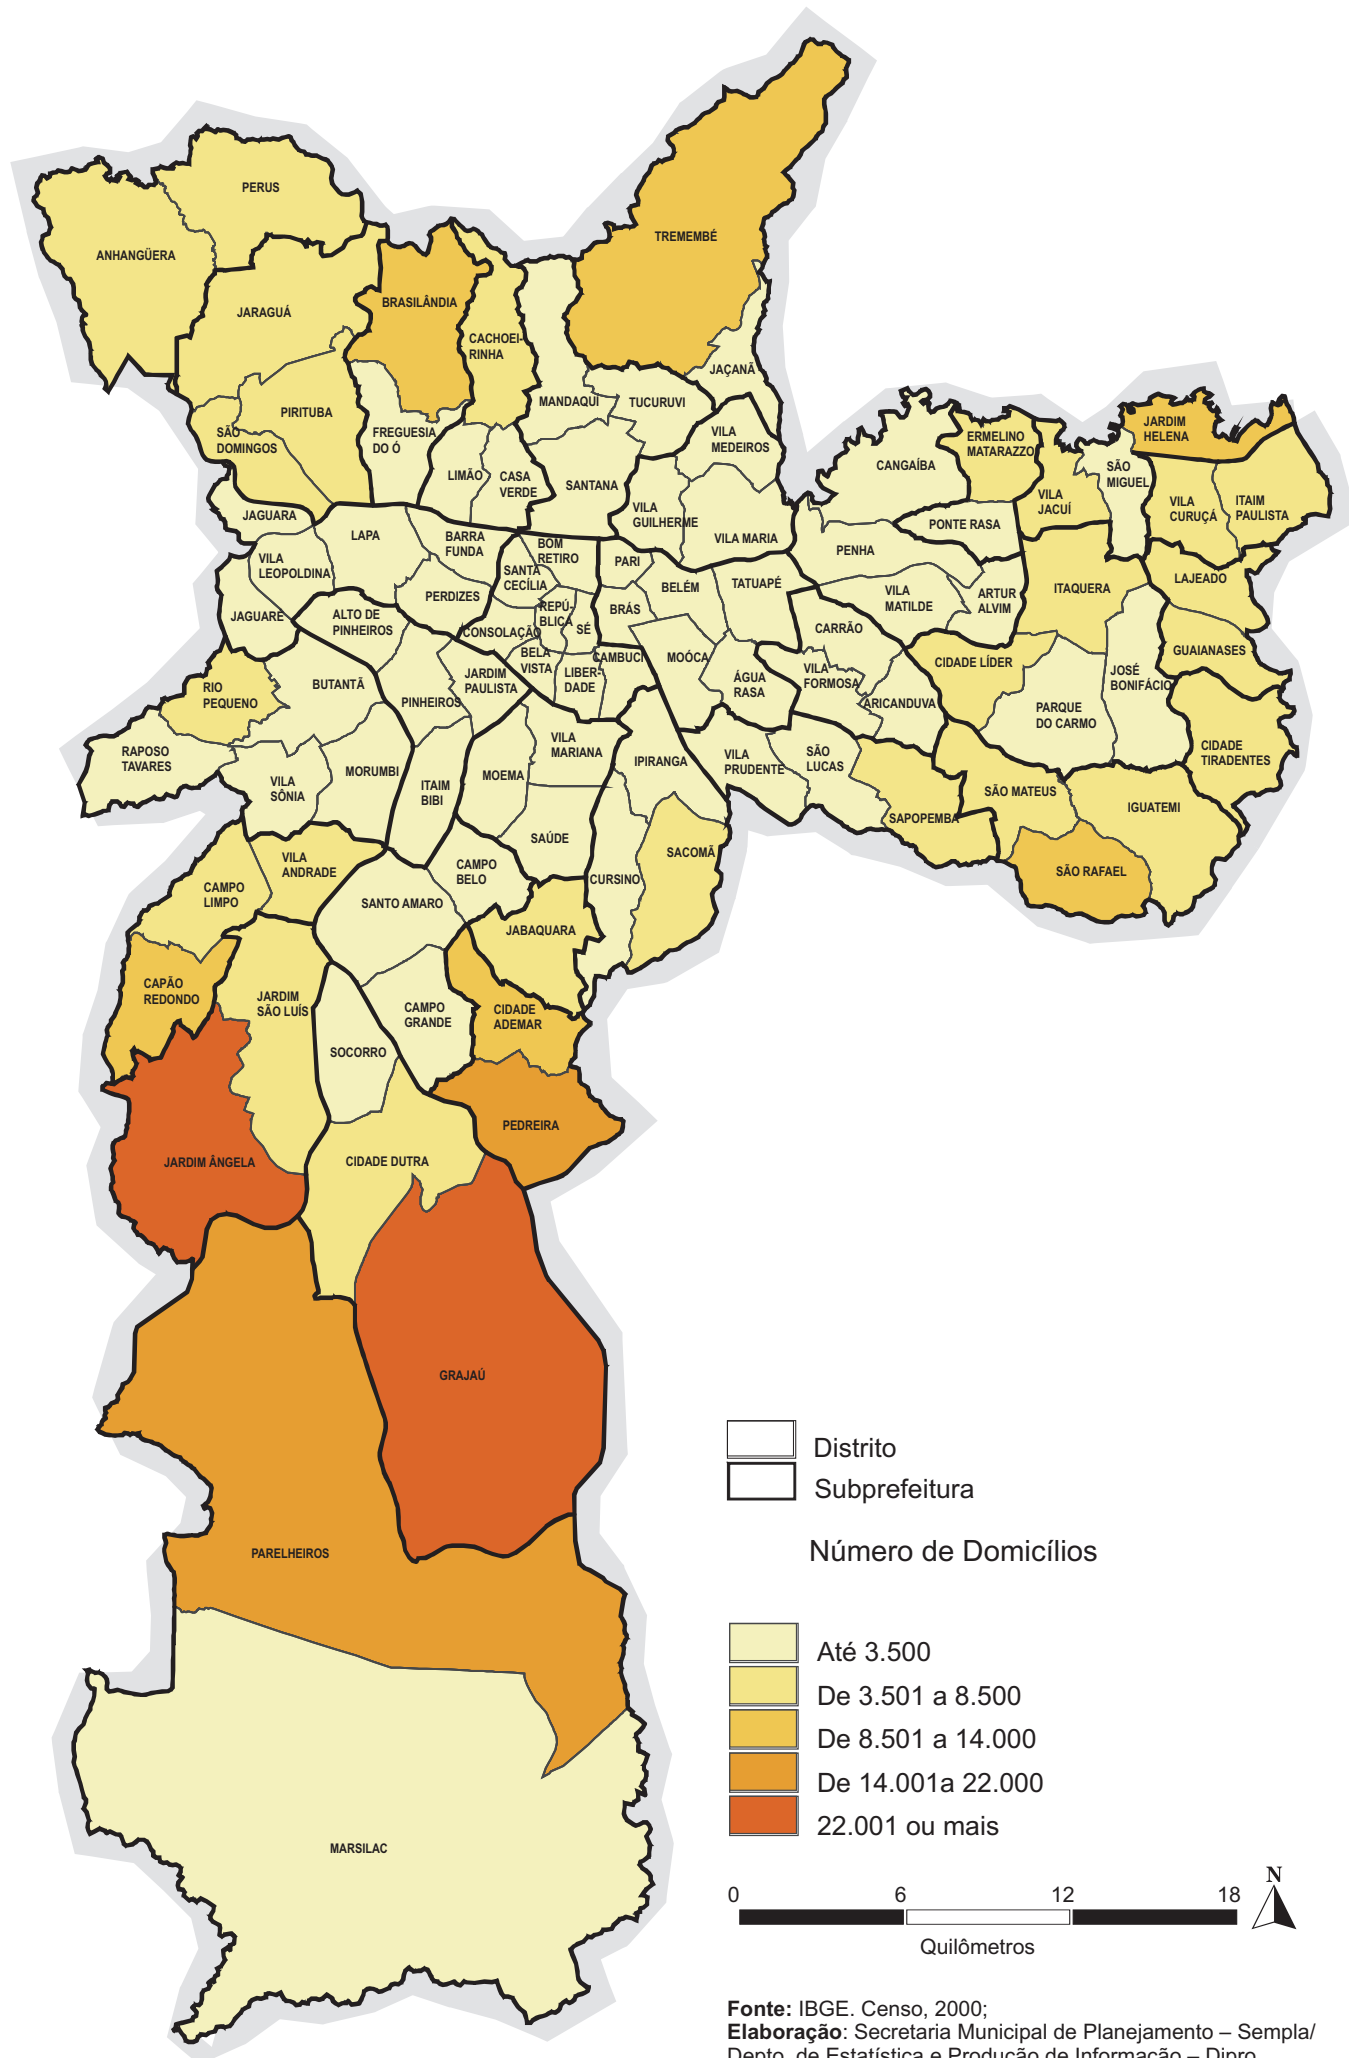 PERUS
ANHANGÜERA
TREMEMBÉ
JARAGUÁ
BRASILÂNDIA
CACHOEI-
RINHA
JAÇANÃ
MANDAQUI
TUCURUVI
PIRITUBA
SÃO
DOMINGOS
FREGUESIA
DO Ó
VILA
MEDEIROS
LIMÃO
CASA
VERDE
SANTANA
CANGAÍBA
ERMELINO
MATARAZZO
JARDIM
HELENA
SÃO
MIGUEL
VILA
JACUÍ
VILA
CURUÇÁ
ITAIM
PAULISTA
JAGUARA
LAPA
BARRA
FUNDA
BOM
RETIRO
VILA
GUILHERME
VILA MARIA
PONTE RASA
PENHA
VILA
LEOPOLDINA
SANTA
CECÍLIA
PARI
BELÉM
TATUAPÉ
VILA
MATILDE
ARTUR
ALVIM
ITAQUERA
LAJEADO
JAGUARÉ
ALTO DE
PINHEIROS
PERDIZES
REPÚ-
BLICA
SÉ
BRÁS
CONSOLAÇÃO
BELA
VISTA
LIBER-
DADE
CAMBUCI
MOÓCA
CARRÃO
GUAIANASES
RIO
PEQUENO
BUTANTÃ
PINHEIROS
JARDIM
PAULISTA
ÁGUA
RASA
VILA
FORMOSA
ARICANDUVA
CIDADE LÍDER
PARQUE
DO CARMO
JOSÉ
BONIFÁCIO
RAPOSO
TAVARES
VILA
SÔNIA
MORUMBI
ITAIM
BIBI
MOEMA
VILA
MARIANA
IPIRANGA
VILA
PRUDENTE
SÃO
LUCAS
CIDADE
TIRADENTES
SÃO MATEUS
IGUATEMI
SAPOPEMBA
SAÚDE
SACOMÃ
VILA
ANDRADE
CAMPO
LIMPO
CAMPO
BELO
CURSINO
SÃO RAFAEL
SANTO AMARO
JABAQUARA
CAPÃO
REDONDO
JARDIM
SÃO LUÍS
CAMPO
GRANDE
CIDADE
ADEMAR
SOCORRO
PEDREIRA
JARDIM ÂNGELA
CIDADE DUTRA
GRAJAÚ
PARELHEIROS
MARSILAC
Distrito
Subprefeitura
Número de Domicílios
Até 3.500
De 3.501 a 8.500
De 8.501 a 14.000
De 14.001a 22.000
22.001 ou mais
N
0 6 12 18
Quilômetros
Fonte: IBGE. Censo, 2000;
Elaboração: Secretaria Municipal de Planejamento – Sempla/
Depto. de Estatística e Produção de Informação – Dipro